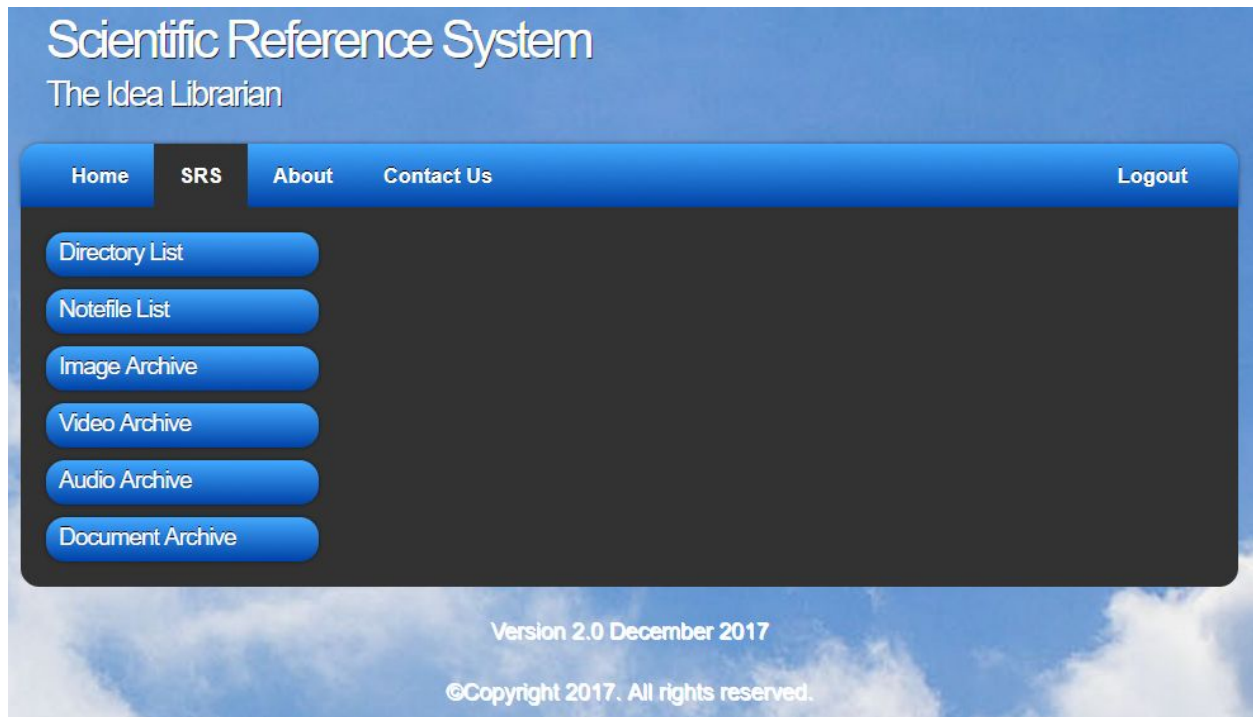 Scientific Reference System
The Idea Librarian
Home SRS About Contact Us Logout
Directory List
Notefile List
Image Archive
Video Archive
Audio Archive
Document Archive
Version 2.0 December 2017
©Copyright 2017. All rights reserved.